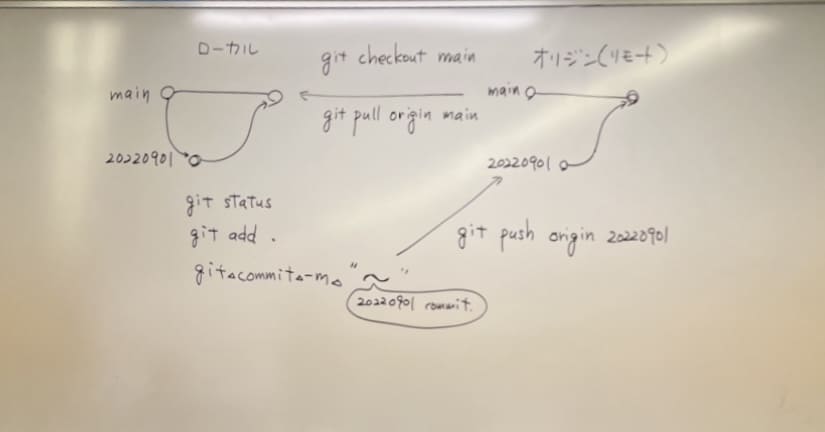 ローカル
git checkout main
オリジン(リモート)
main
main
git pull origin main
20220901
20220901
git status
git add .
git push origin 20220901
git▵commit▵-m▵ "～"
20220901 commit.